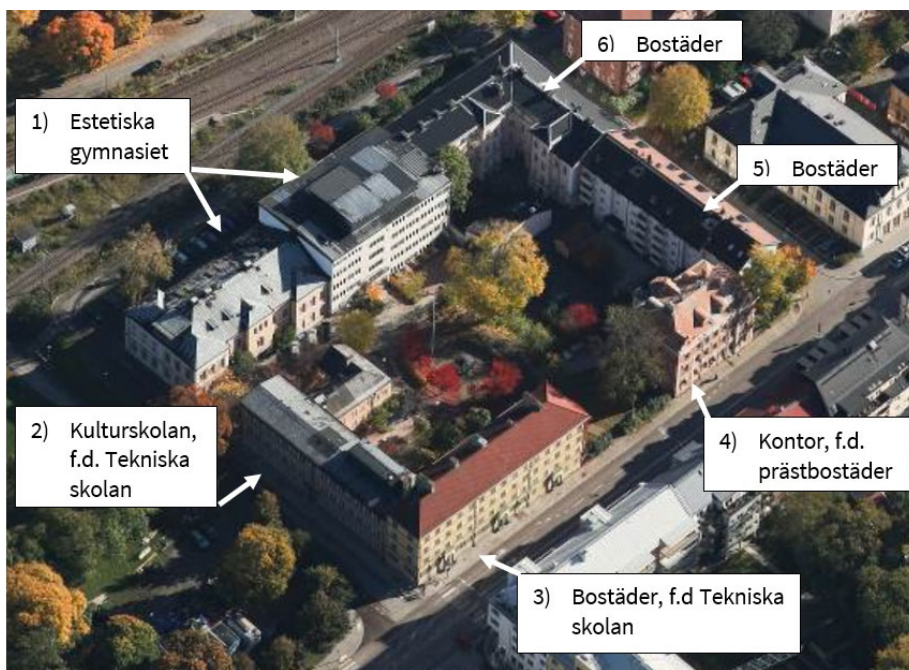 1) Estetiska
gymnasiet
2) Kulturskolan,
f.d. Tekniska
skolan
3) Bostäder, f.d Tekniska
skolan
4) Kontor, f.d.
prästbostäder
5) Bostäder
6) Bostäder